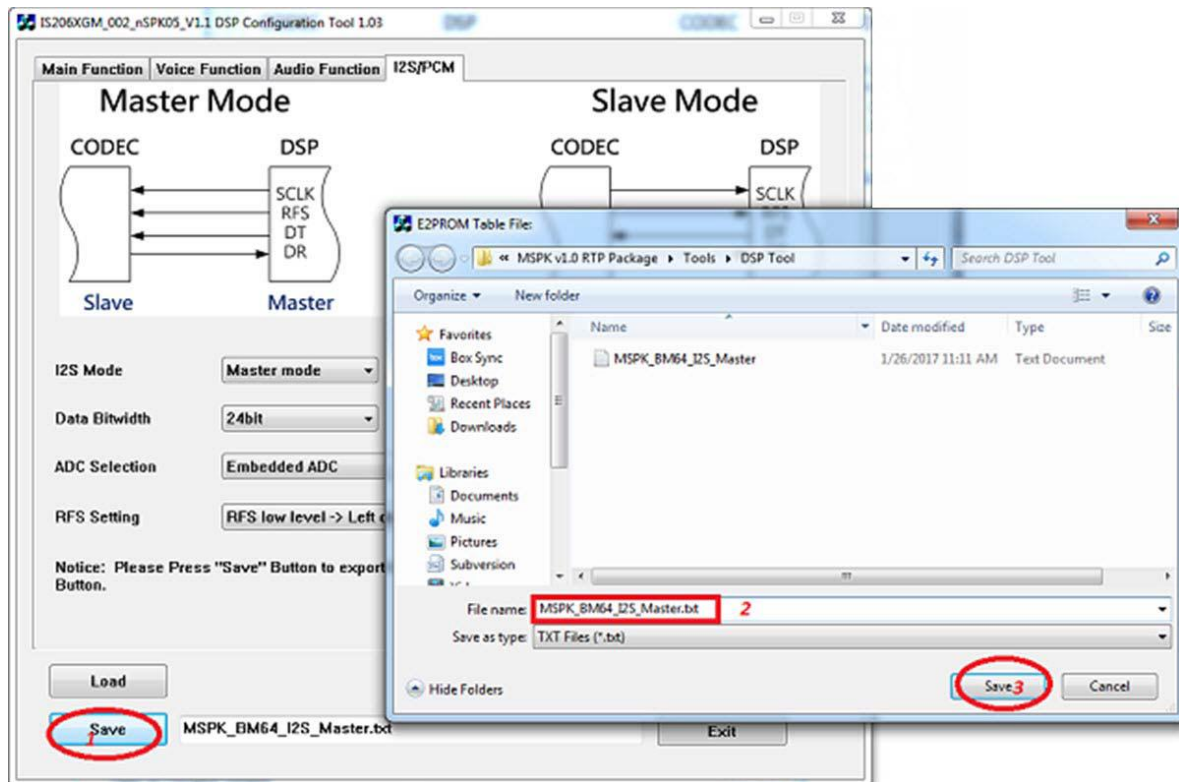 IS206XGM_002_nSPK05_V1.1 DSP Configuration Tool 1.03
Main Function Voice Function Audio Function I2S/PCM
Master Mode
CODEC DSP
SCLK
RFS
DT
DR
Slave Master
Slave Mode
CODEC DSP
SCLK
I2S Mode Master mode
Data Bitwidth 24bit
ADC Selection Embedded ADC
RFS Setting RFS low level -> Left
Notice: Please Press "Save" Button to export
Button.
Load
Save 1 MSPK_BM64_I2S_Master.txt Exit
E2PROM Table File:
« MSPK v1.0 RTP Package Tools DSP Tool Search DSP Tool
Organize New folder
Favorites
Box Sync
Desktop
Recent Places
Downloads
Libraries
Documents
Music
Pictures
Subversion
Name Date modified Type Size
MSPK_BM64_I2S_Master 1/26/2017 11:11 AM Text Document
File name: MSPK_BM64_I2S_Master.txt 2
Save as type: TXT Files (*.txt)
Hide Folders Save 3 Cancel